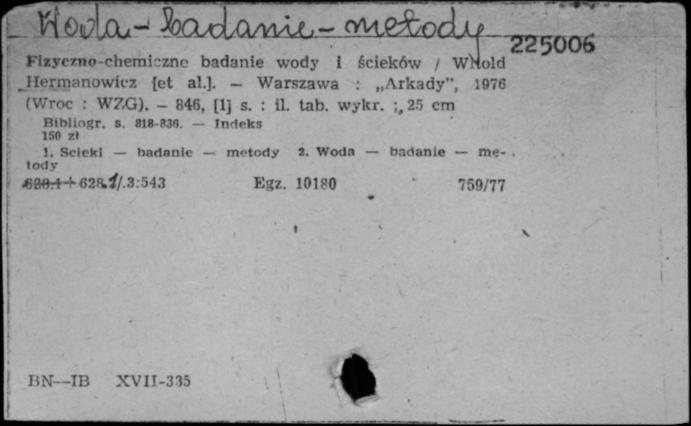 Woda - badanie - metody
225006
Fizyczno-chemiczne badanie wody i ścieków / Witold
Hermanowicz [et al.]. — Warszawa : „Arkady”, 1976
(Wroc : WZG). — 846, [1] s. : il. tab. wykr. ; 25 cm
Bibliogr. s. 818-836. — Indeks
150 zł
1. Ścieki — badanie — metody 2. Woda — badanie — me-
tody
628.1 + 628.1/.3:543 Egz. 10180 759/77
BN—IB XVII-335